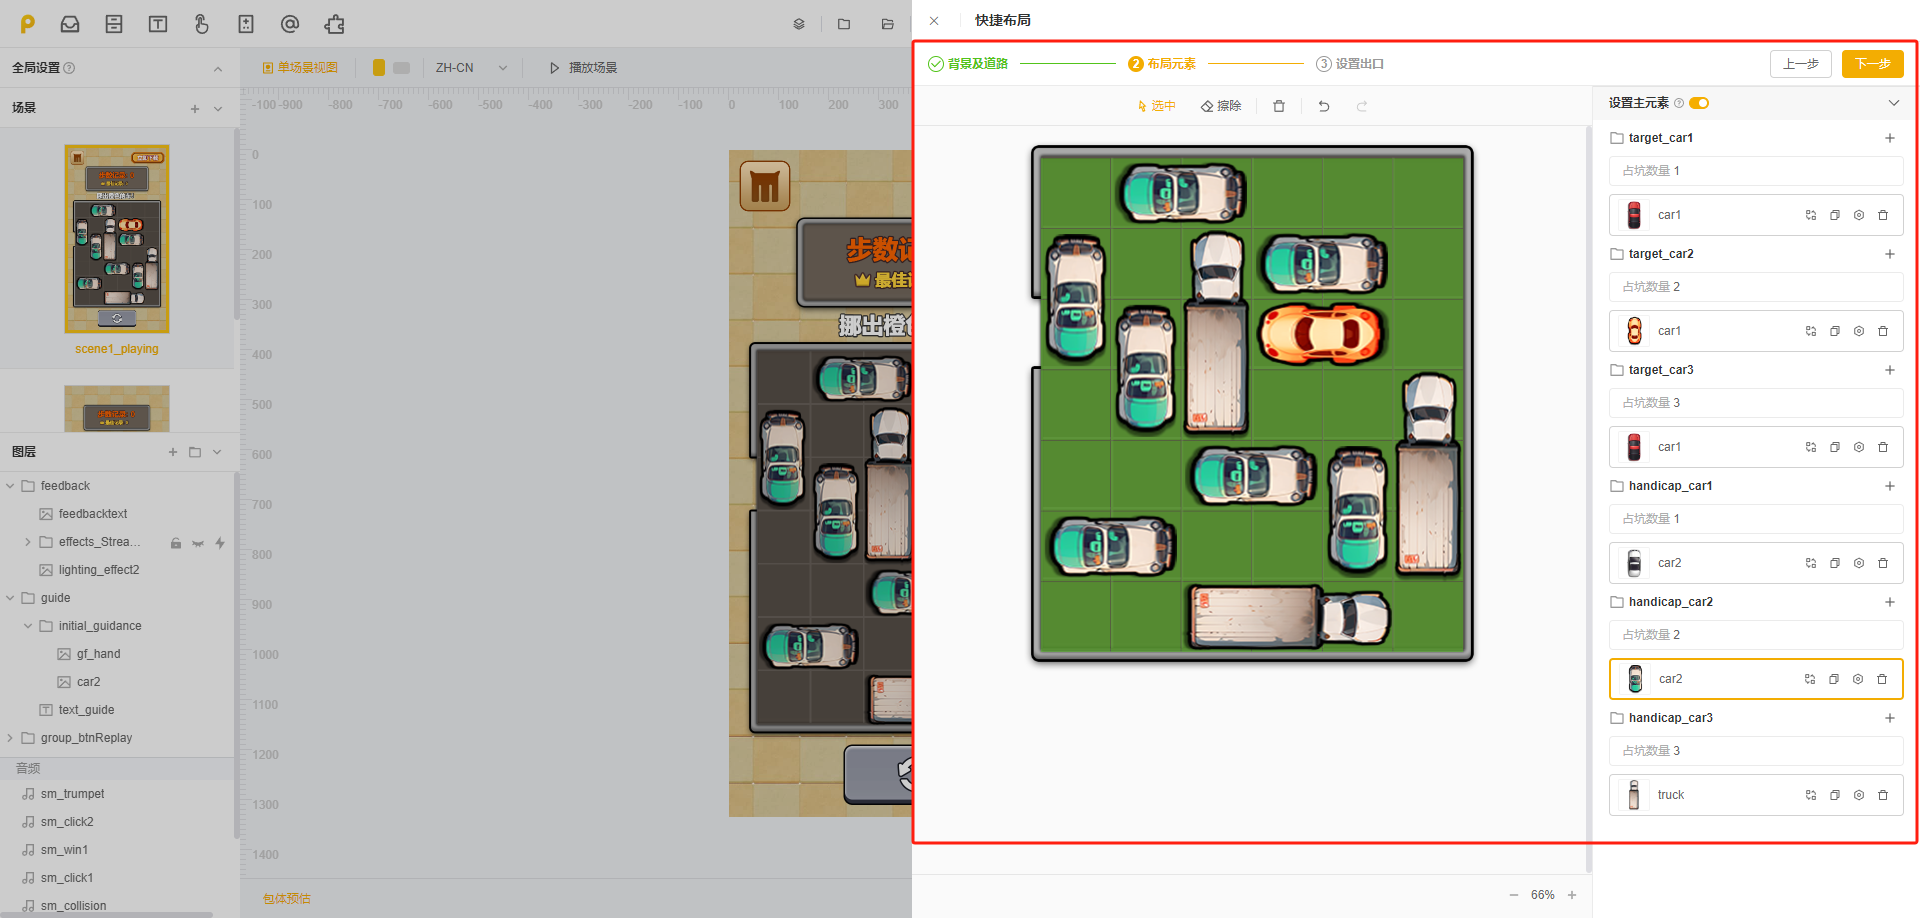 快捷布局
全局设置
单场景视图
ZH-CN
播放场景
背景及道路
2 布局元素
3 设置出口
上一步
下一步
场景
-100 -900 -800 -700 -600 -500 -400 -300 -200 -100 0 100 200 300
选中
擦除
设置主元素
scene1_playing
步数记
最佳记
挪出橙
0
100
200
300
400
500
600
700
800
900
1000
1100
1200
1300
1400
图层
feedback
feedbacktext
effects_Strea...
lighting_effect2
guide
initial_guidance
gf_hand
car2
text_guide
group_btnReplay
音频
sm_trumpet
sm_click2
sm_win1
sm_click1
sm_collision
包体预估
target_car1
占坑数量 1
car1
target_car2
占坑数量 2
car1
target_car3
占坑数量 3
car1
handicap_car1
占坑数量 1
car2
handicap_car2
占坑数量 2
car2
handicap_car3
占坑数量 3
truck
66%